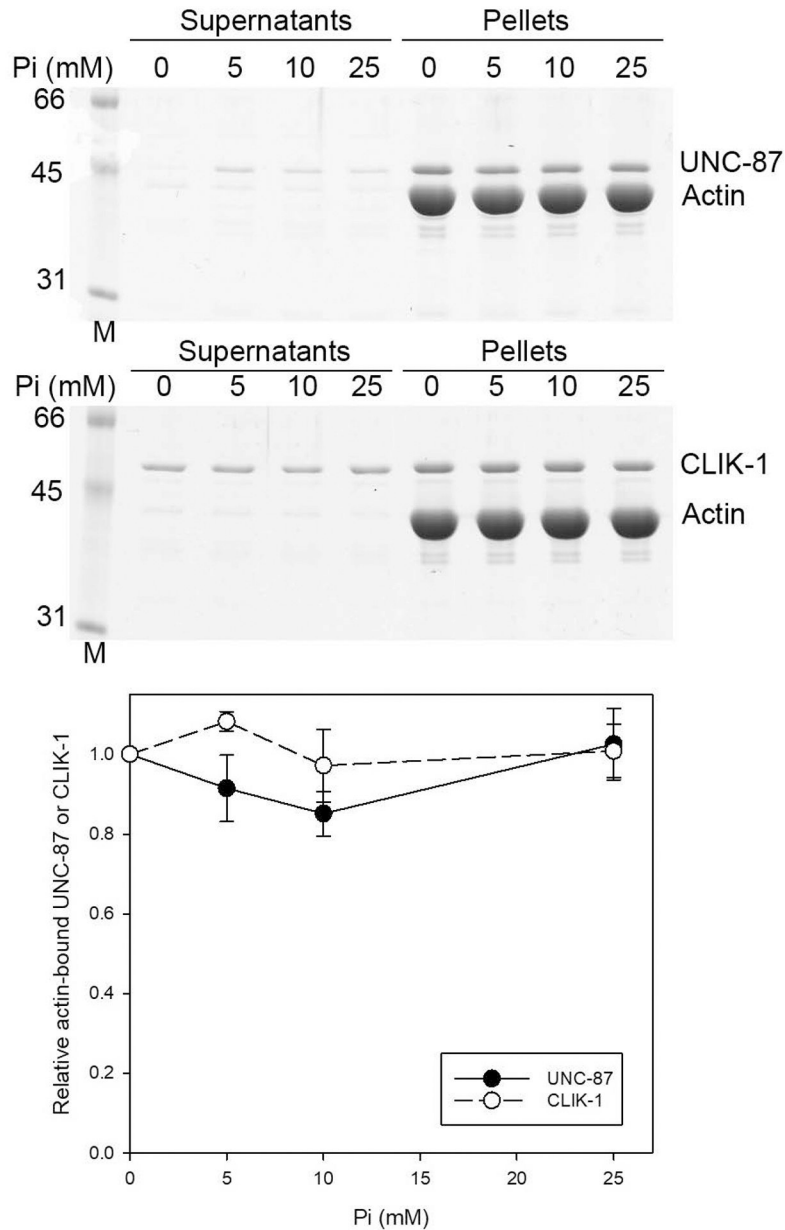 Supernatants Pellets
Pi (mM) 0 5 10 25 0 5 10 25
66
45 UNC-87
Actin
31
M
Supernatants Pellets
Pi (mM) 0 5 10 25 0 5 10 25
66
CLIK-1
45
Actin
31
M
Relative actin-bound UNC-87 or CLIK-1
1.0
0.8
0.6
0.4
0.2
0.0
UNC-87
CLIK-1
0 5 10 15 20 25
Pi (mM)